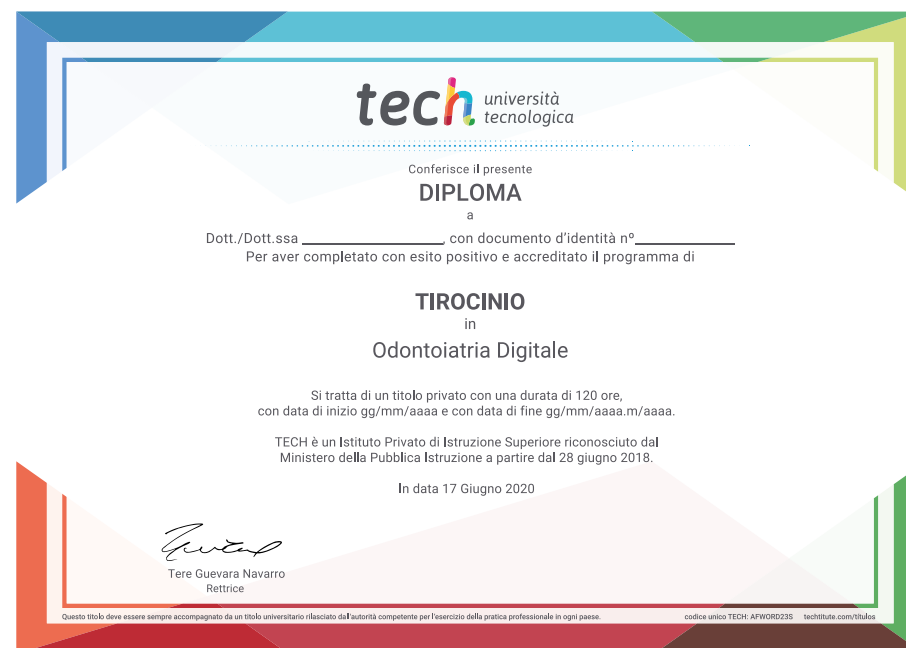 tech università
tecnologica
Conferisce il presente
DIPLOMA
a
Dott./Dott.ssa ____________________, con documento d'identità nº______________
Per aver completato con esito positivo e accreditato il programma di
TIROCINIO
in
Odontoiatria Digitale
Si tratta di un titolo privato con una durata di 120 ore,
con data di inizio gg/mm/aaaa e con data di fine gg/mm/aaaa.m/aaaa.
TECH è un Istituto Privato di Istruzione Superiore riconosciuto dal
Ministero della Pubblica Istruzione a partire dal 28 giugno 2018.
In data 17 Giugno 2020
Tere Guevara Navarro
Rettrice
Questo titolo deve essere sempre accompagnato da un titolo universitario rilasciato dall'autorità competente per l'esercizio della pratica professionale in ogni paese. codice unico TECH: AFWORD23S techtitute.com/titulos